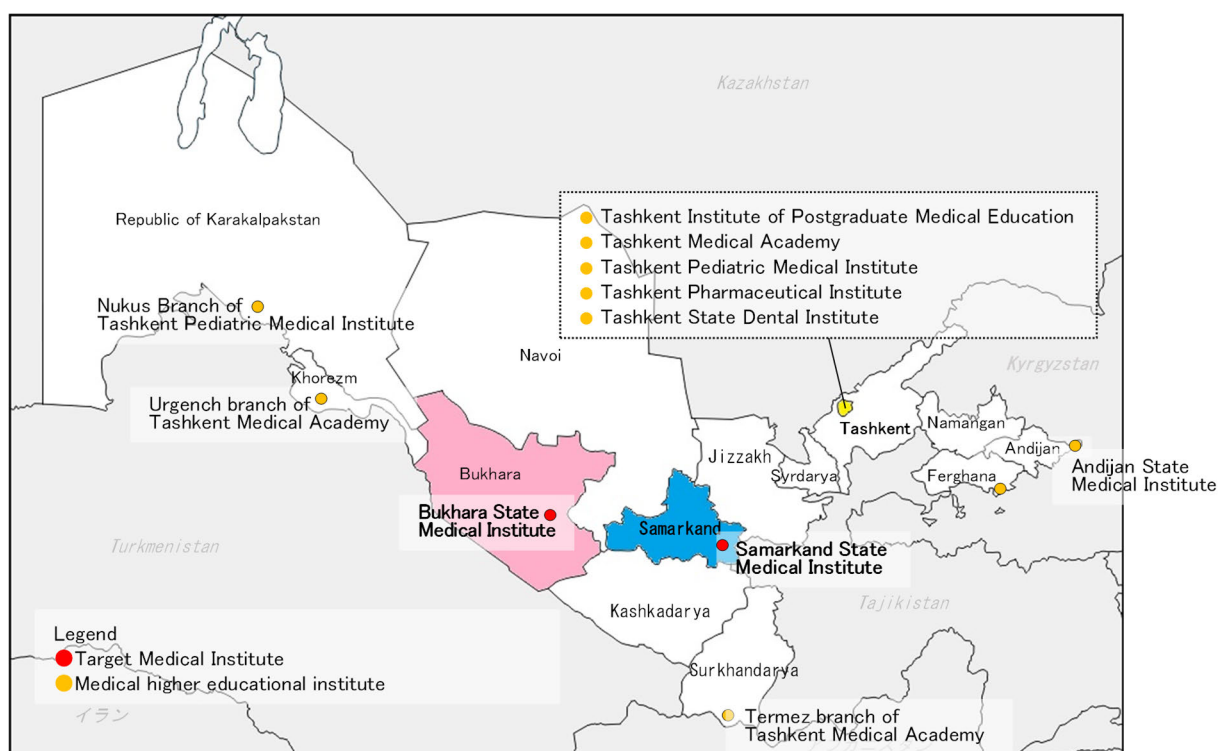 Kazakhstan
Republic of Karakalpakstan
Tashkent Institute of Postgraduate Medical Education
Tashkent Medical Academy
Tashkent Pediatric Medical Institute
Tashkent Pharmaceutical Institute
Tashkent State Dental Institute
Nukus Branch of
Tashkent Pediatric Medical Institute
Navoi
Kyrgyzstan
Khorezm
Urgench branch of
Tashkent Medical Academy
Tashkent
Namangan
Andijan
Jizzakh
Syrdarya
Ferghana
Andijan State
Medical Institute
Bukhara
Bukhara State
Medical Institute
Samarkand
Samarkand State
Medical Institute
Turkmenistan
Tajikistan
Kashkadarya
Surkhandarya
Legend
Target Medical Institute
Medical higher educational institute
イラン
Termez branch of
Tashkent Medical Academy